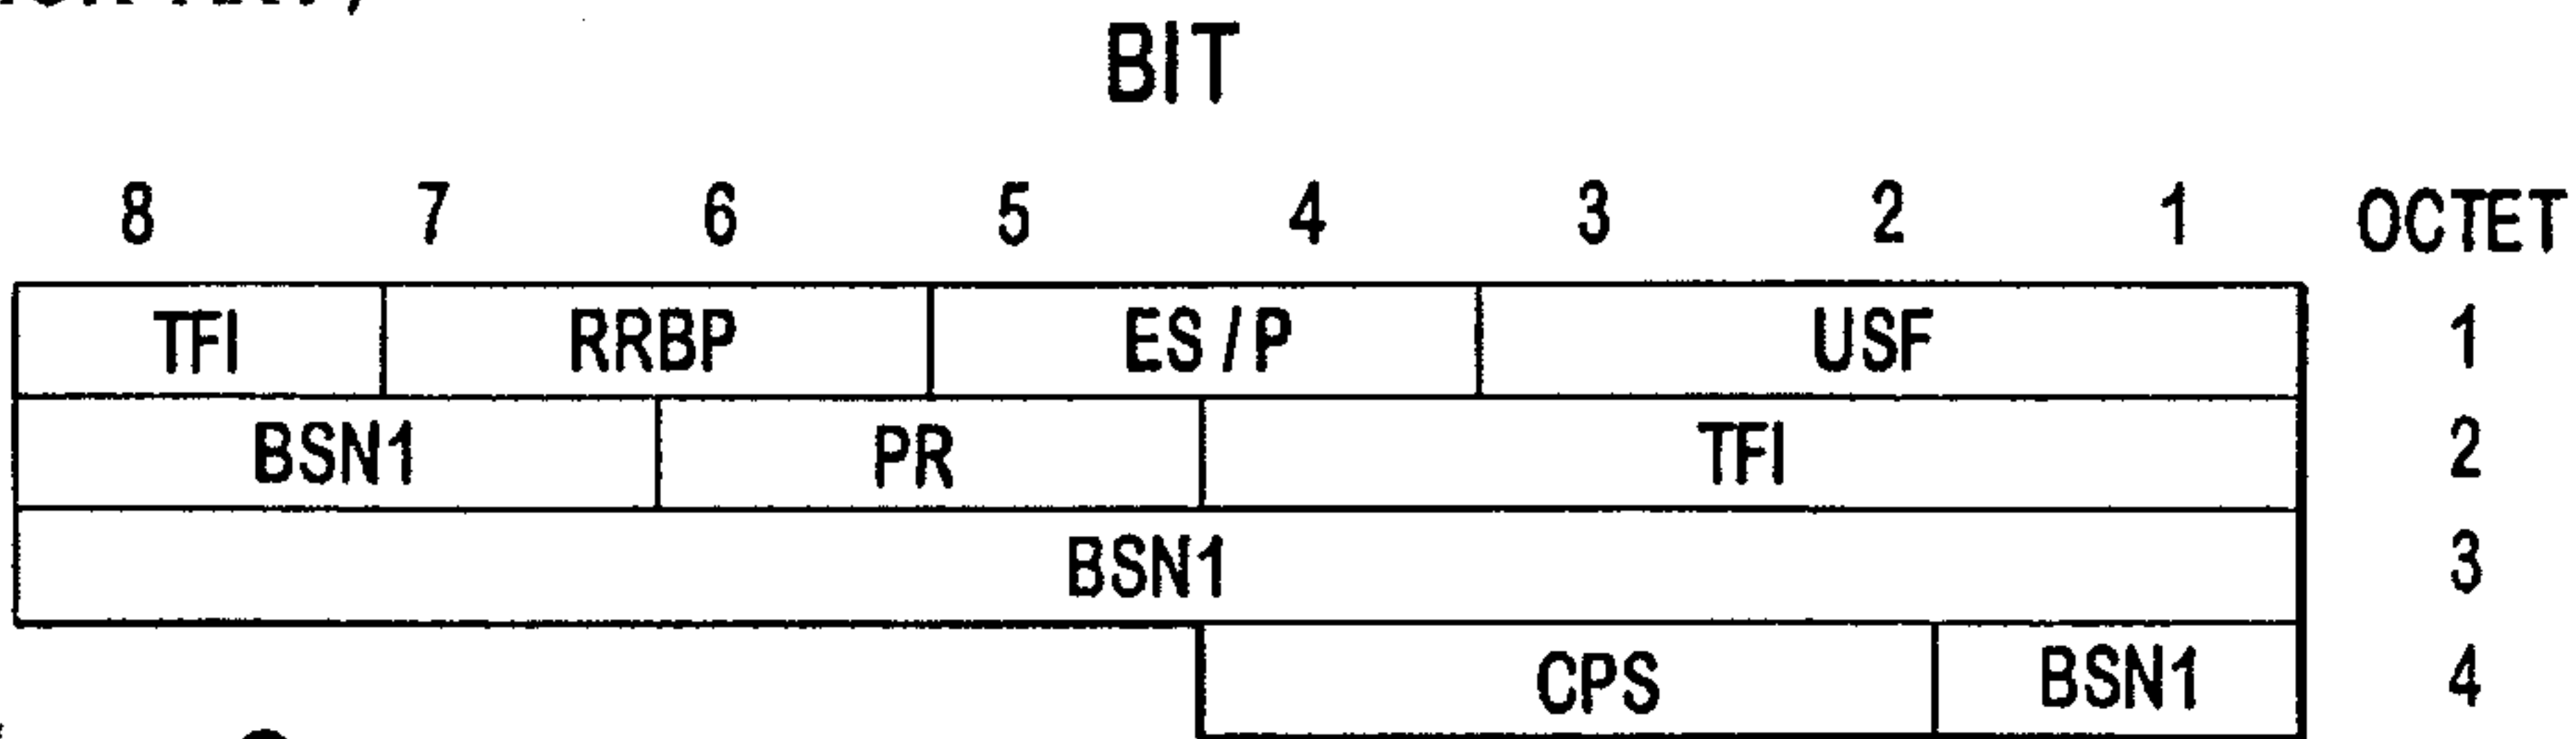 BIT
8 7 6 5 4 3 2 1 OCTET
TFI RRBP ES / P USF 1
BSN1 PR TFI 2
BSN1 3
CPS BSN1 4